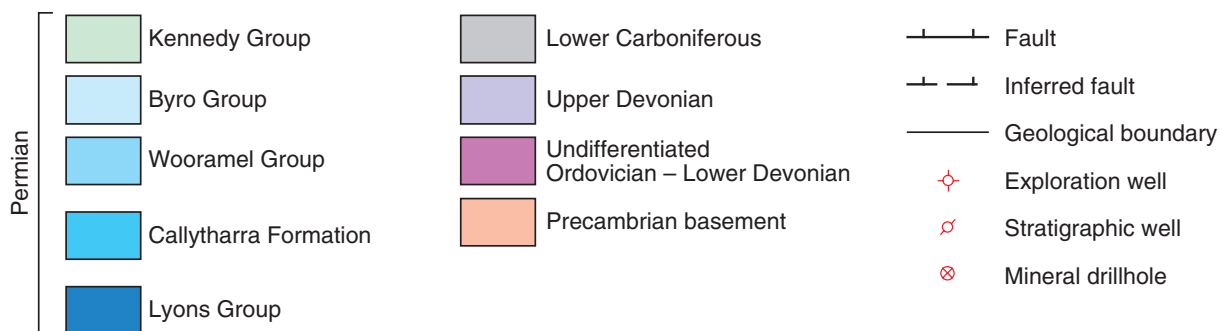 Permian
Kennedy Group
Byro Group
Wooramel Group
Callytharra Formation
Lyons Group
Lower Carboniferous
Upper Devonian
Undifferentiated
Ordovician – Lower Devonian
Precambrian basement
Fault
Inferred fault
Geological boundary
Exploration well
Stratigraphic well
Mineral drillhole